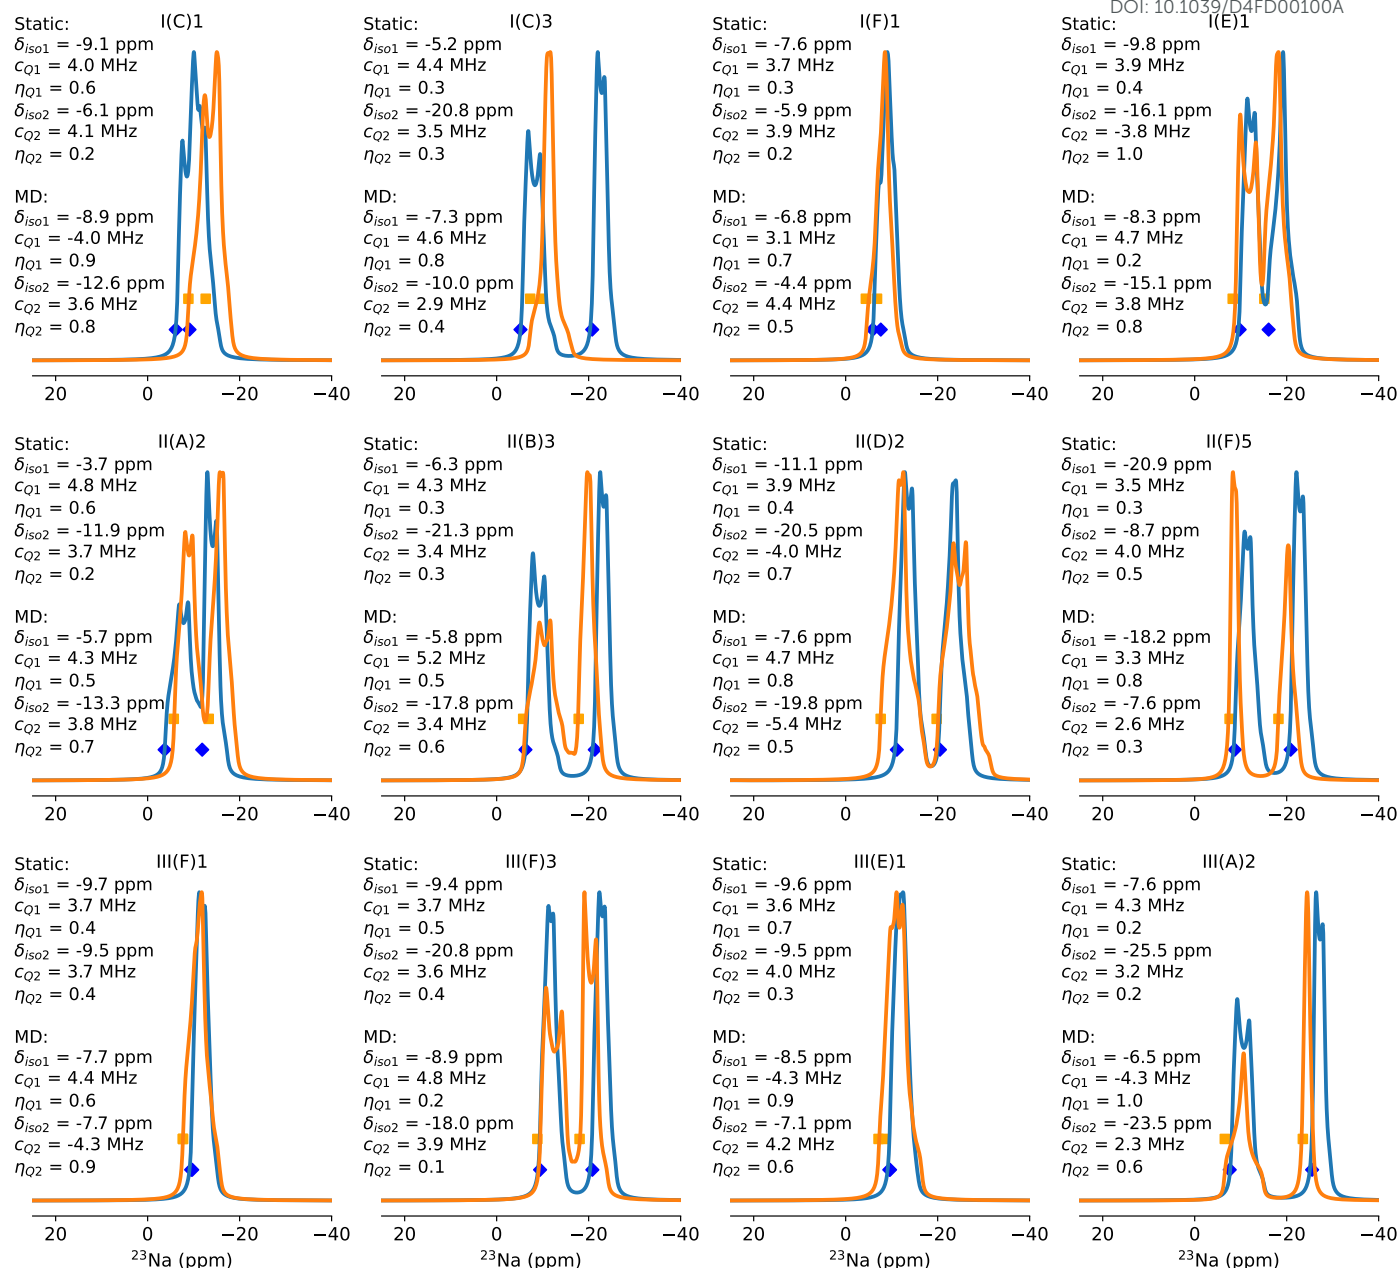 DOI: 10.1039/D4FD00100A
I(C)1
Static:
δiso1 = -9.1 ppm
cQ1 = 4.0 MHz
ηQ1 = 0.6
δiso2 = -6.1 ppm
cQ2 = 4.1 MHz
ηQ2 = 0.2
MD:
δiso1 = -8.9 ppm
cQ1 = -4.0 MHz
ηQ1 = 0.9
δiso2 = -12.6 ppm
cQ2 = 3.6 MHz
ηQ2 = 0.8
20 0 −20 −40
I(C)3
Static:
δiso1 = -5.2 ppm
cQ1 = 4.4 MHz
ηQ1 = 0.3
δiso2 = -20.8 ppm
cQ2 = 3.5 MHz
ηQ2 = 0.3
MD:
δiso1 = -7.3 ppm
cQ1 = 4.6 MHz
ηQ1 = 0.8
δiso2 = -10.0 ppm
cQ2 = 2.9 MHz
ηQ2 = 0.4
20 0 −20 −40
I(F)1
Static:
δiso1 = -7.6 ppm
cQ1 = 3.7 MHz
ηQ1 = 0.3
δiso2 = -5.9 ppm
cQ2 = 3.9 MHz
ηQ2 = 0.2
MD:
δiso1 = -6.8 ppm
cQ1 = 3.1 MHz
ηQ1 = 0.7
δiso2 = -4.4 ppm
cQ2 = 4.4 MHz
ηQ2 = 0.5
20 0 −20 −40
I(E)1
Static:
δiso1 = -9.8 ppm
cQ1 = 3.9 MHz
ηQ1 = 0.4
δiso2 = -16.1 ppm
cQ2 = -3.8 MHz
ηQ2 = 1.0
MD:
δiso1 = -8.3 ppm
cQ1 = 4.7 MHz
ηQ1 = 0.2
δiso2 = -15.1 ppm
cQ2 = 3.8 MHz
ηQ2 = 0.8
20 0 −20 −40
II(A)2
Static:
δiso1 = -3.7 ppm
cQ1 = 4.8 MHz
ηQ1 = 0.6
δiso2 = -11.9 ppm
cQ2 = 3.7 MHz
ηQ2 = 0.2
MD:
δiso1 = -5.7 ppm
cQ1 = 4.3 MHz
ηQ1 = 0.5
δiso2 = -13.3 ppm
cQ2 = 3.8 MHz
ηQ2 = 0.7
20 0 −20 −40
II(B)3
Static:
δiso1 = -6.3 ppm
cQ1 = 4.3 MHz
ηQ1 = 0.3
δiso2 = -21.3 ppm
cQ2 = 3.4 MHz
ηQ2 = 0.3
MD:
δiso1 = -5.8 ppm
cQ1 = 5.2 MHz
ηQ1 = 0.5
δiso2 = -17.8 ppm
cQ2 = 3.4 MHz
ηQ2 = 0.6
20 0 −20 −40
II(D)2
Static:
δiso1 = -11.1 ppm
cQ1 = 3.9 MHz
ηQ1 = 0.4
δiso2 = -20.5 ppm
cQ2 = -4.0 MHz
ηQ2 = 0.7
MD:
δiso1 = -7.6 ppm
cQ1 = 4.7 MHz
ηQ1 = 0.8
δiso2 = -19.8 ppm
cQ2 = -5.4 MHz
ηQ2 = 0.5
20 0 −20 −40
II(F)5
Static:
δiso1 = -20.9 ppm
cQ1 = 3.5 MHz
ηQ1 = 0.3
δiso2 = -8.7 ppm
cQ2 = 4.0 MHz
ηQ2 = 0.5
MD:
δiso1 = -18.2 ppm
cQ1 = 3.3 MHz
ηQ1 = 0.8
δiso2 = -7.6 ppm
cQ2 = 2.6 MHz
ηQ2 = 0.3
20 0 −20 −40
III(F)1
Static:
δiso1 = -9.7 ppm
cQ1 = 3.7 MHz
ηQ1 = 0.4
δiso2 = -9.5 ppm
cQ2 = 3.7 MHz
ηQ2 = 0.4
MD:
δiso1 = -7.7 ppm
cQ1 = 4.4 MHz
ηQ1 = 0.6
δiso2 = -7.7 ppm
cQ2 = -4.3 MHz
ηQ2 = 0.9
20 0 −20 −40
²³Na (ppm)
III(F)3
Static:
δiso1 = -9.4 ppm
cQ1 = 3.7 MHz
ηQ1 = 0.5
δiso2 = -20.8 ppm
cQ2 = 3.6 MHz
ηQ2 = 0.4
MD:
δiso1 = -8.9 ppm
cQ1 = 4.8 MHz
ηQ1 = 0.2
δiso2 = -18.0 ppm
cQ2 = 3.9 MHz
ηQ2 = 0.1
20 0 −20 −40
²³Na (ppm)
III(E)1
Static:
δiso1 = -9.6 ppm
cQ1 = 3.6 MHz
ηQ1 = 0.7
δiso2 = -9.5 ppm
cQ2 = 4.0 MHz
ηQ2 = 0.3
MD:
δiso1 = -8.5 ppm
cQ1 = -4.3 MHz
ηQ1 = 0.9
δiso2 = -7.1 ppm
cQ2 = 4.2 MHz
ηQ2 = 0.6
20 0 −20 −40
²³Na (ppm)
III(A)2
Static:
δiso1 = -7.6 ppm
cQ1 = 4.3 MHz
ηQ1 = 0.2
δiso2 = -25.5 ppm
cQ2 = 3.2 MHz
ηQ2 = 0.2
MD:
δiso1 = -6.5 ppm
cQ1 = -4.3 MHz
ηQ1 = 1.0
δiso2 = -23.5 ppm
cQ2 = 2.3 MHz
ηQ2 = 0.6
20 0 −20 −40
²³Na (ppm)